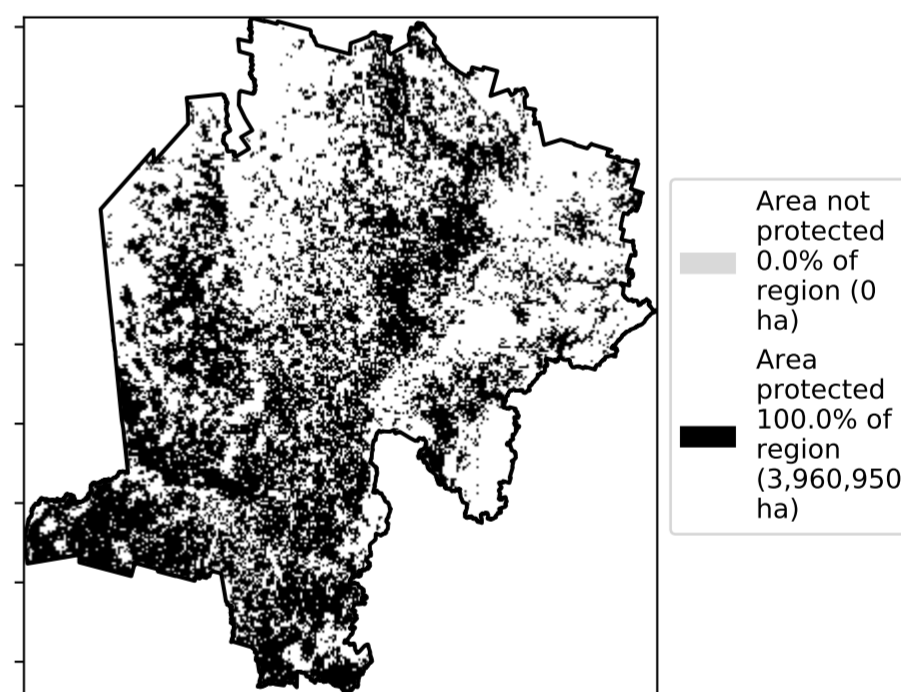 Area not
protected
0.0% of
region (0
ha)
Area
protected
100.0% of
region
(3,960,950
ha)